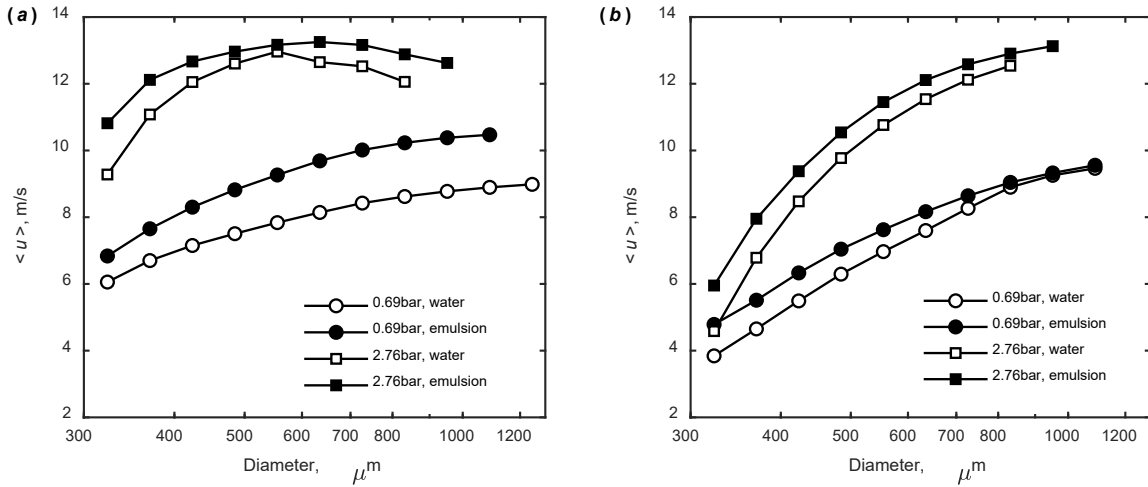 (a)
14
12
10
8
6
4
2
< u >, m/s
300
400
500
600
700
800
1000
1200
Diameter, μm
0.69bar, water
0.69bar, emulsion
2.76bar, water
2.76bar, emulsion
(b)
14
12
10
8
6
4
2
< u >, m/s
300
400
500
600
700
800
1000
1200
Diameter, μm
0.69bar, water
0.69bar, emulsion
2.76bar, water
2.76bar, emulsion